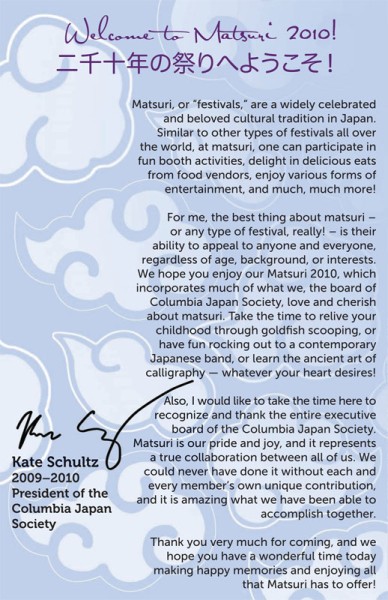 Welcome to Matsuri 2010!
二千十年の祭りへようこそ！
Matsuri, or “festivals,” are a widely celebrated
and beloved cultural tradition in Japan.
Similar to other types of festivals all over
the world, at matsuri, one can participate in
fun booth activities, delight in delicious eats
from food vendors, enjoy various forms of
entertainment, and much, much more!
For me, the best thing about matsuri –
or any type of festival, really! – is their
ability to appeal to anyone and everyone,
regardless of age, background, or interests.
We hope you enjoy our Matsuri 2010, which
incorporates much of what we, the board of
Columbia Japan Society, love and cherish
about matsuri. Take the time to relive your
childhood through goldfish scooping, or
have fun rocking out to a contemporary
Japanese band, or learn the ancient art of
calligraphy — whatever your heart desires!
Also, I would like to take the time here to
recognize and thank the entire executive
board of the Columbia Japan Society.
Matsuri is our pride and joy, and it represents
a true collaboration between all of us. We
could never have done it without each and
every member’s own unique contribution,
and it is amazing what we have been able to
accomplish together.
Thank you very much for coming, and we
hope you have a wonderful time today
making happy memories and enjoying all
that Matsuri has to offer!
Kate Schultz
2009–2010
President of the
Columbia Japan
Society